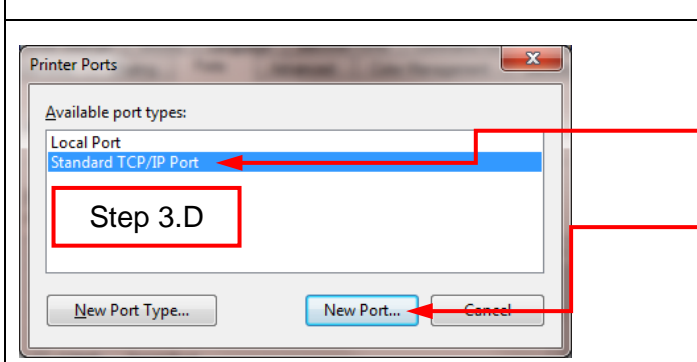 Printer Ports
Available port types:
Local Port
Standard TCP/IP Port
Step 3.D
New Port Type... New Port... Cancel